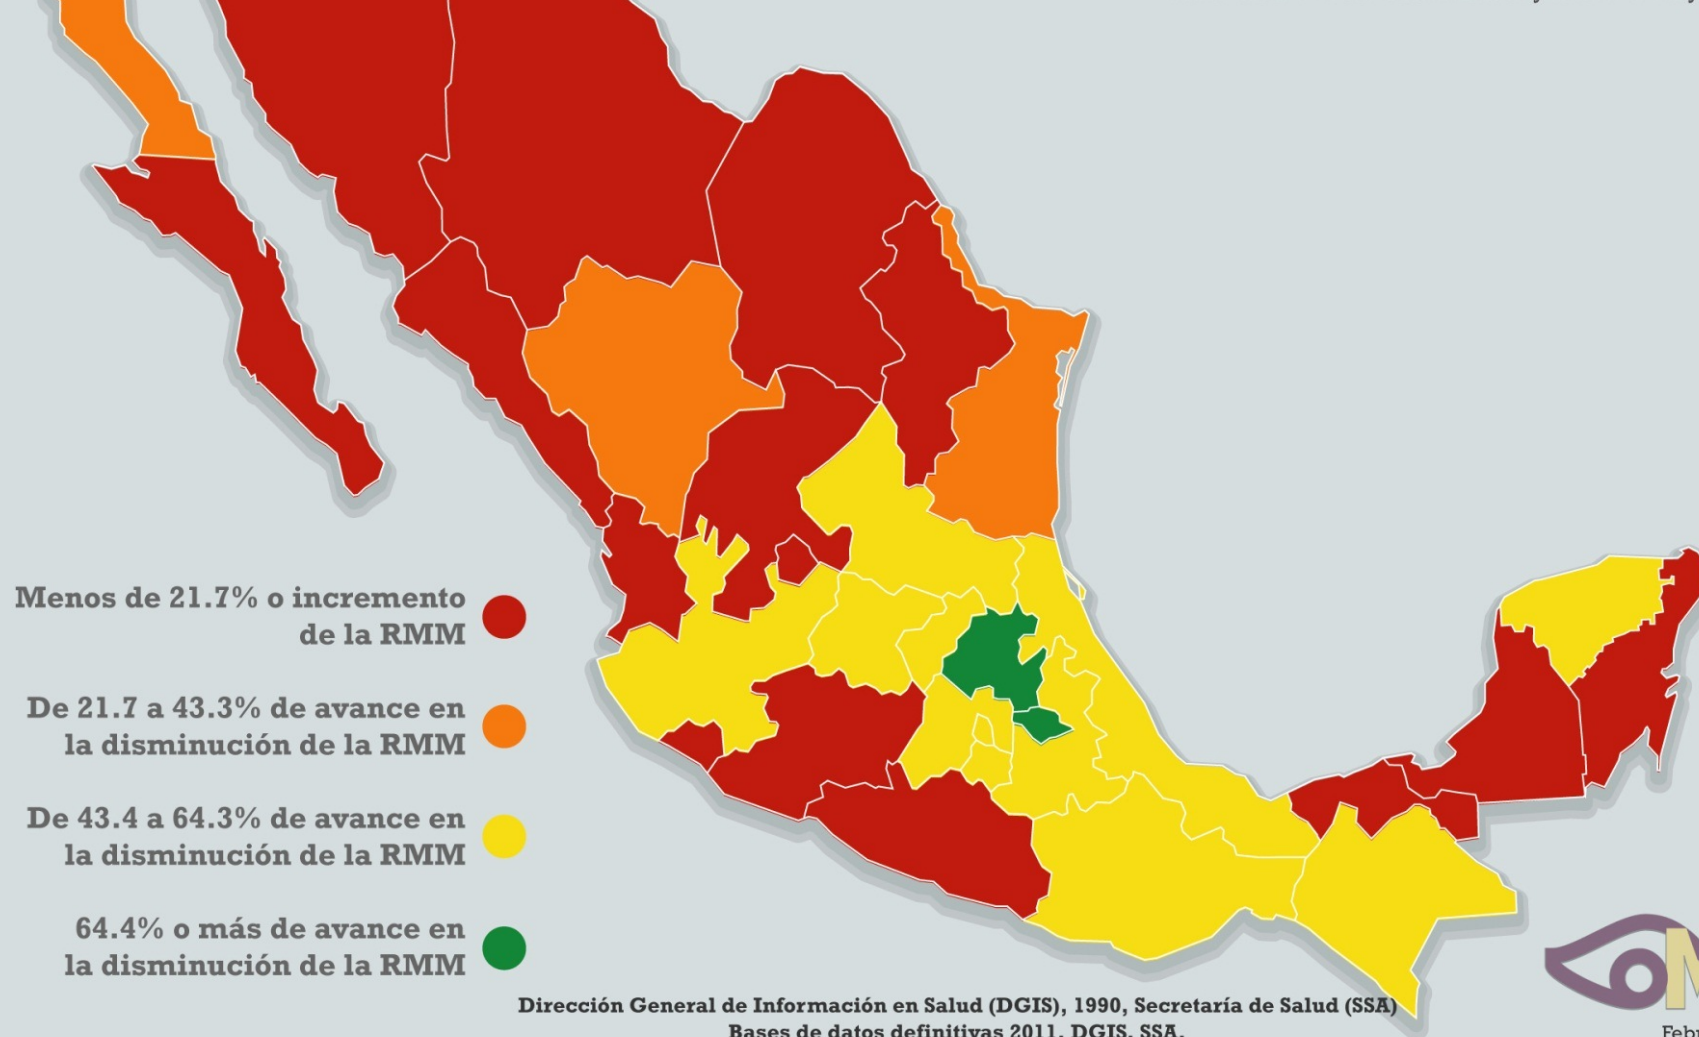 Menos de 21.7% o incremento
de la RMM
De 21.7 a 43.3% de avance en
la disminución de la RMM
De 43.4 a 64.3% de avance en
la disminución de la RMM
64.4% o más de avance en
la disminución de la RMM
Dirección General de Información en Salud (DGIS), 1990, Secretaría de Salud (SSA)
Bases de datos definitivas 2011, DGIS, SSA.
Febr